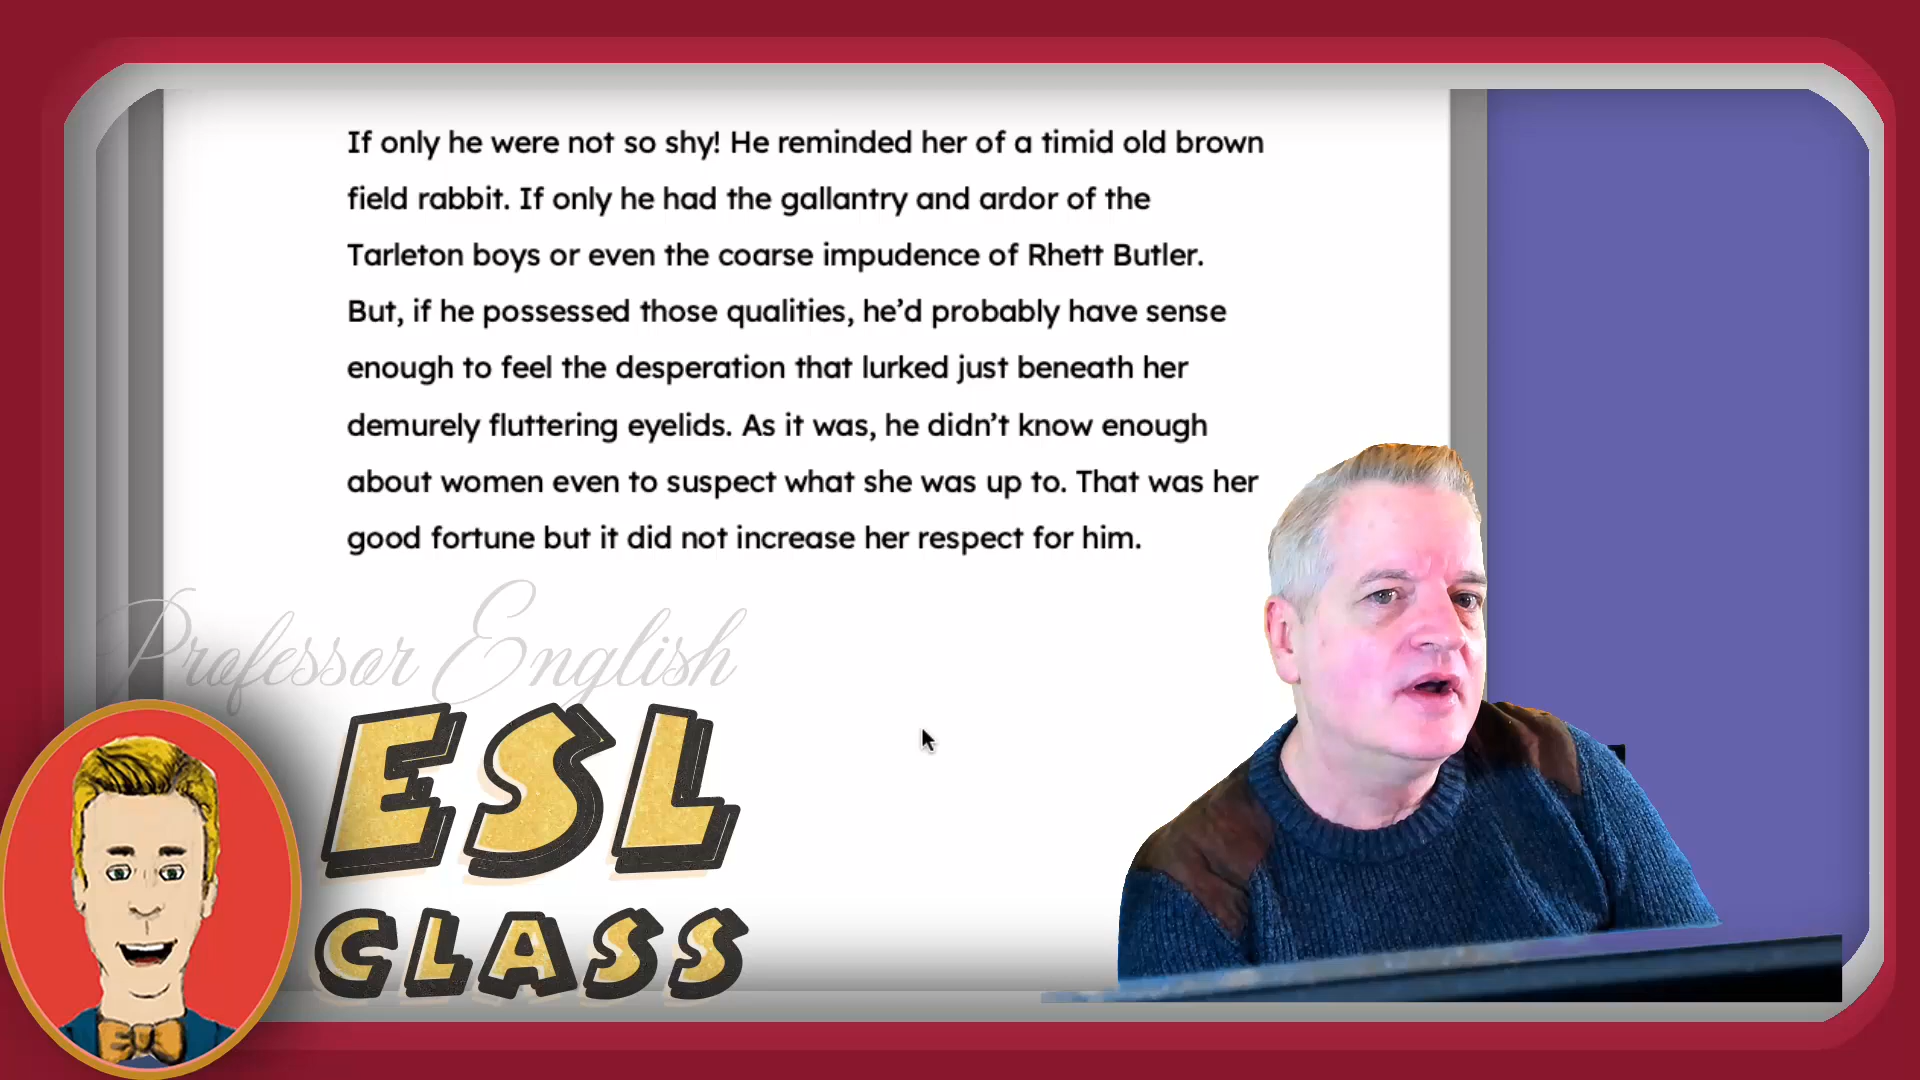 If only he were not so shy! He reminded her of a timid old brown
field rabbit. If only he had the gallantry and ardor of the
Tarleton boys or even the coarse impudence of Rhett Butler.
But, if he possessed those qualities, he’d probably have sense
enough to feel the desperation that lurked just beneath her
demurely fluttering eyelids. As it was, he didn’t know enough
about women even to suspect what she was up to. That was her
good fortune but it did not increase her respect for him.
Professor English
ESL
CLASS